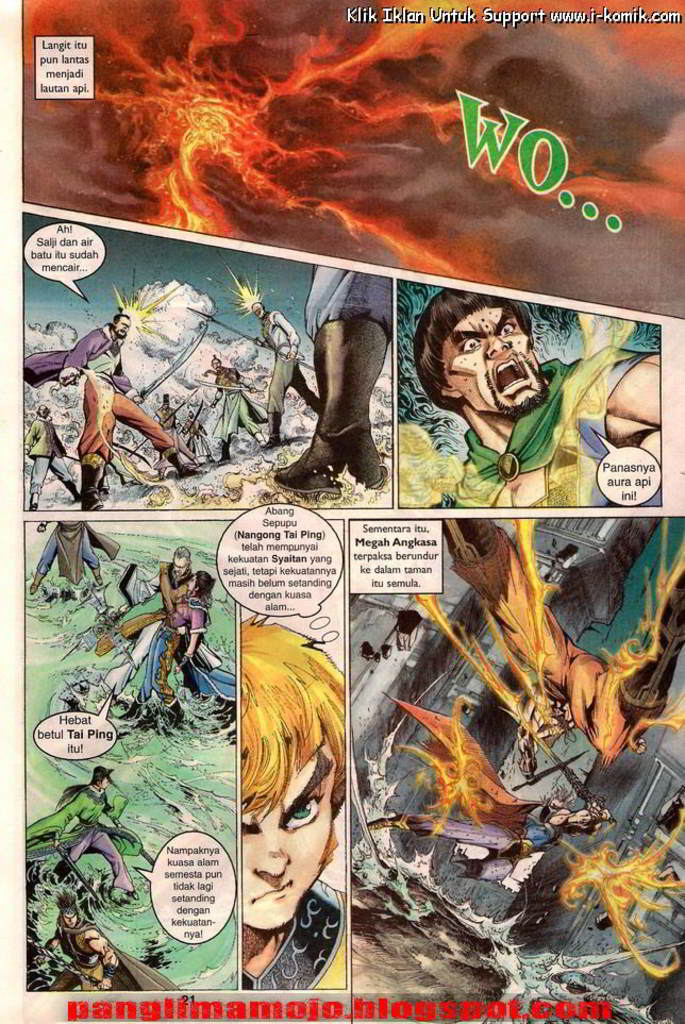 Klik Iklan Untuk Support www.i-komik.com
Langit itu
pun lantas
menjadi
lautan api.
WO...
Ah!
Salji dan air
batu itu sudah
mencair...
Panasnya
aura api
ini!
Abang
Sepupu
(Nangong Tai Ping)
telah mempunyai
kekuatan Syaitan yang
sejati, tetapi kekuatannya
masih belum setanding
dengan kuasa
alam...
Sementara itu,
Megah Angkasa
terpaksa berundur
ke dalam taman
itu semula.
Hebat
betul Tai Ping
itu!
Nampaknya
kuasa alam
semesta pun
tidak lagi
setanding
dengan
kekuatan-
nya!
21
panglimamojo.blogspot.com